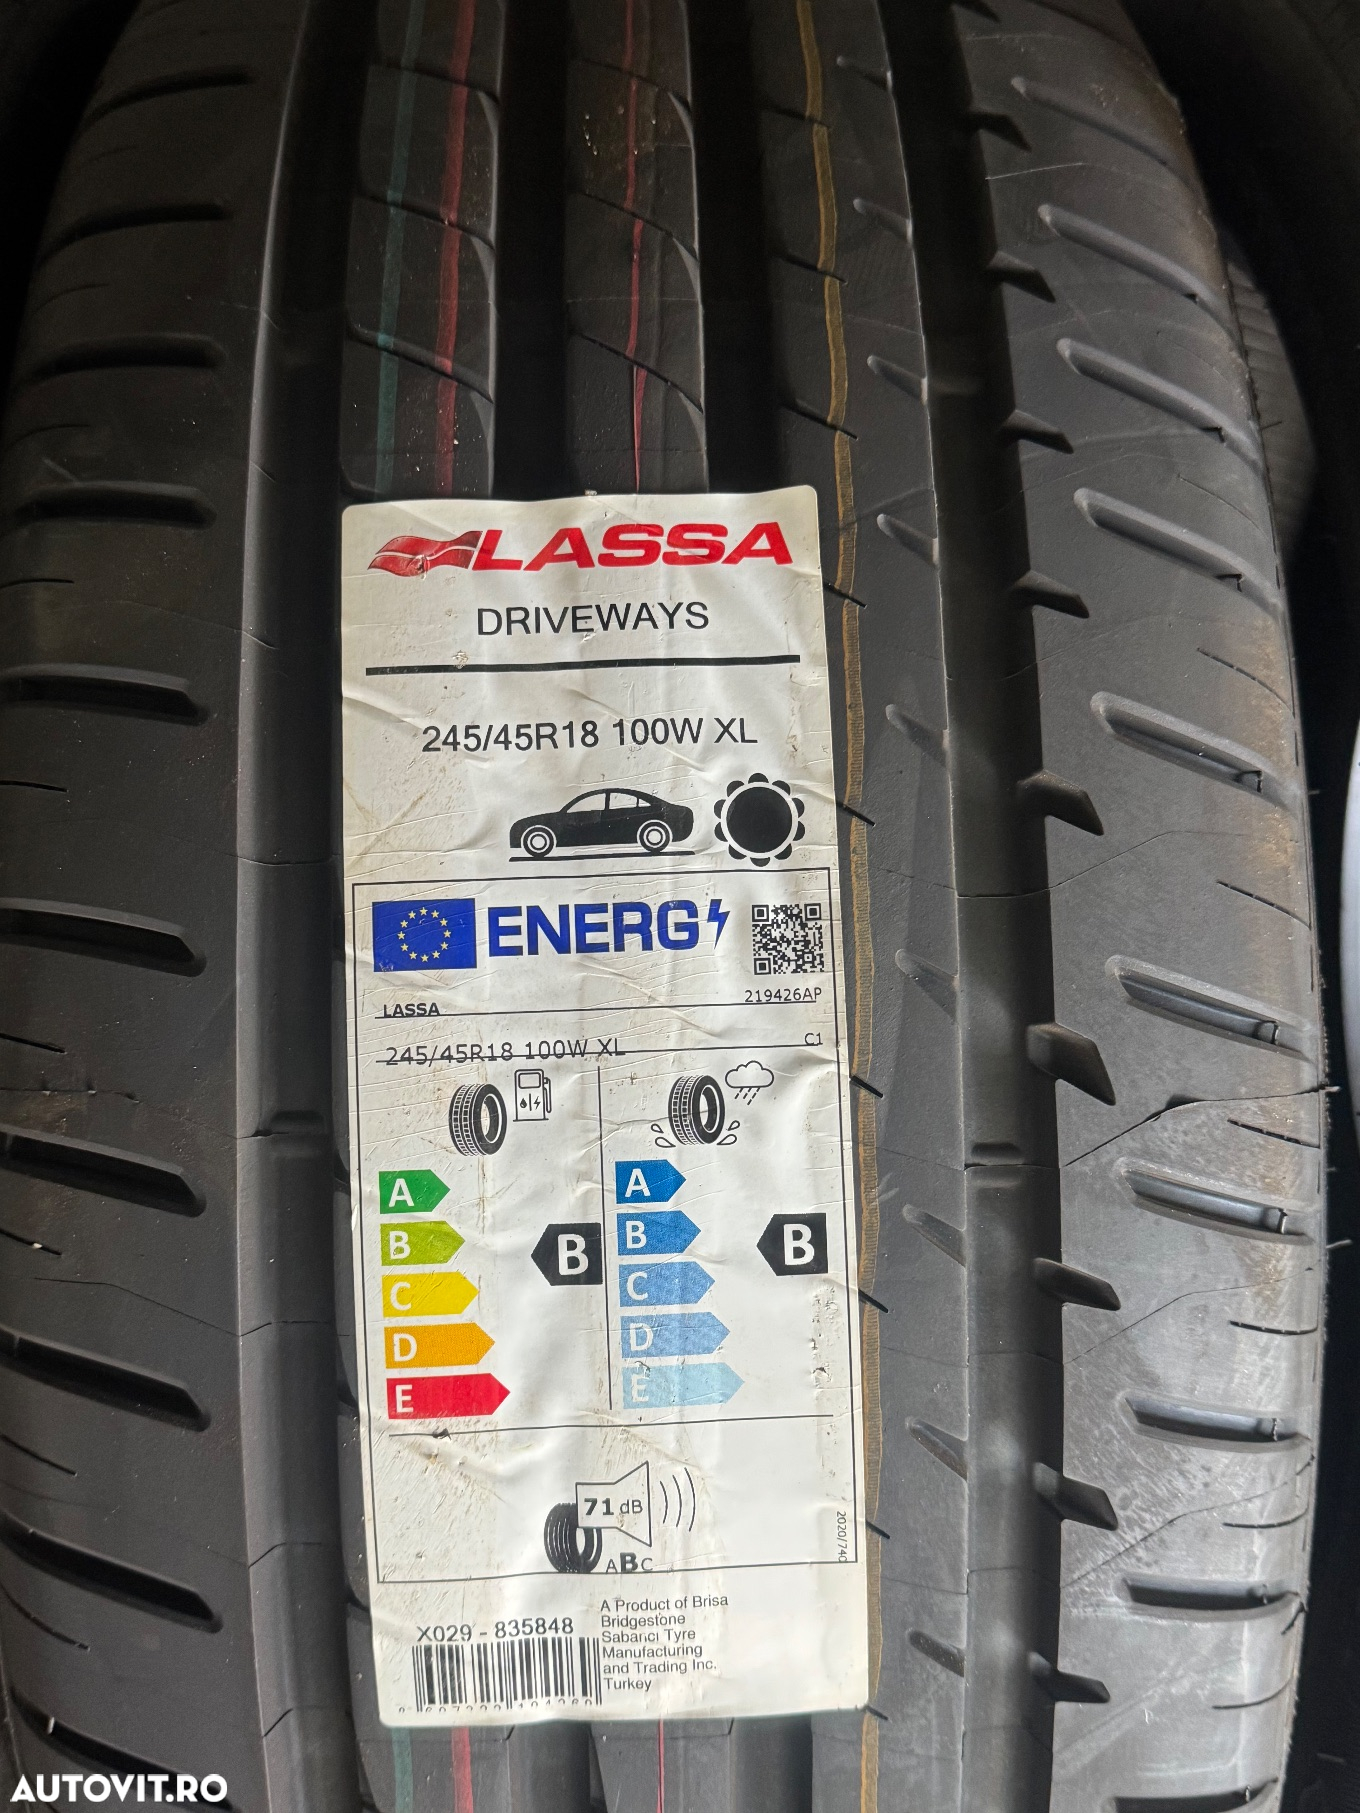 LASSA
DRIVEWAYS
245/45R18 100W XL
ENERG
LASSA
219426AP
245/45R18 100W XL
C1
A
B
C
D
E
B
A
B
C
D
E
B
71 dB
ABC
2020/740
X029 - 835848
A Product of Brisa
Bridgestone
Sabanci Tyre
Manufacturing
and Trading Inc.
Turkey
AUTOVIT.RO